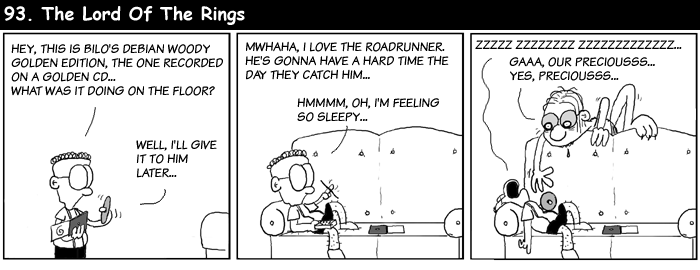 93. The Lord Of The Rings
HEY, THIS IS BILO'S DEBIAN WOODY
GOLDEN EDITION, THE ONE RECORDED
ON A GOLDEN CD...
WHAT WAS IT DOING ON THE FLOOR?
WELL, I'LL GIVE
IT TO HIM
LATER...
MWHAHA, I LOVE THE ROADRUNNER.
HE'S GONNA HAVE A HARD TIME THE
DAY THEY CATCH HIM...
HMMMM, OH, I'M FEELING
SO SLEEPY...
ZZZZZ ZZZZZZZZ ZZZZZZZZZZZZZ...
GAAA, OUR PRECIOUSSS...
YES, PRECIOUSSS...